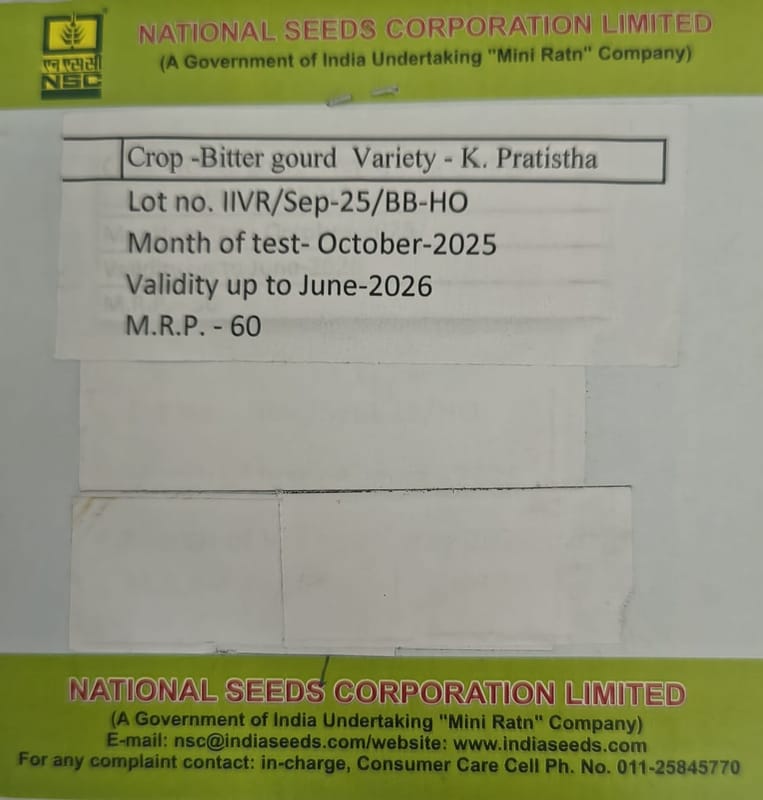 एन एस सी
NSC
NATIONAL SEEDS CORPORATION LIMITED
(A Government of India Undertaking "Mini Ratn" Company)
Crop -Bitter gourd Variety - K. Pratistha
Lot no. IIVR/Sep-25/BB-HO
Month of test- October-2025
Validity up to June-2026
M.R.P. - 60
NATIONAL SEEDS CORPORATION LIMITED
(A Government of India Undertaking "Mini Ratn" Company)
E-mail: nsc@indiaseeds.com/website: www.indiaseeds.com
For any complaint contact: in-charge, Consumer Care Cell Ph. No. 011-25845770